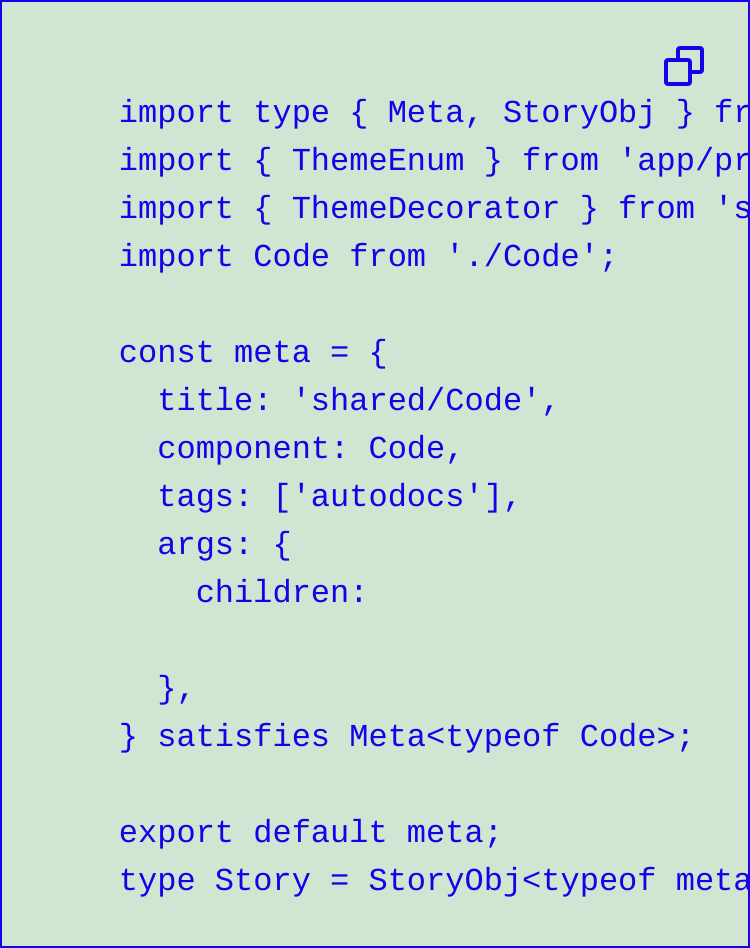 import type { Meta, StoryObj } fr
import { ThemeEnum } from 'app/pr
import { ThemeDecorator } from 's
import Code from './Code';

const meta = {
  title: 'shared/Code',
  component: Code,
  tags: ['autodocs'],
  args: {
    children:

  },
} satisfies Meta<typeof Code>;

export default meta;
type Story = StoryObj<typeof meta